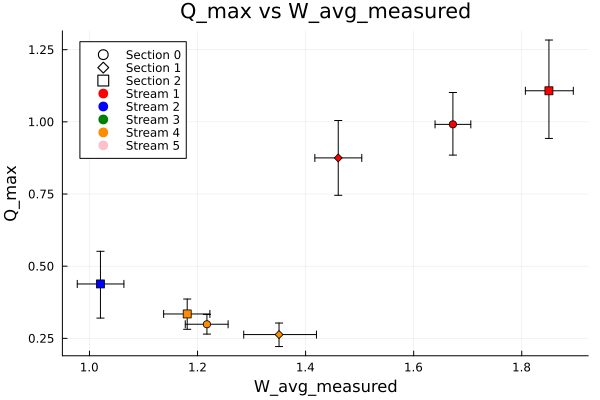 Q_max vs W_avg_measured
Section 0
Section 1
Section 2
Stream 1
Stream 2
Stream 3
Stream 4
Stream 5
1.25
1.00
0.75
0.50
0.25
Q_max
1.0 1.2 1.4 1.6 1.8
W_avg_measured